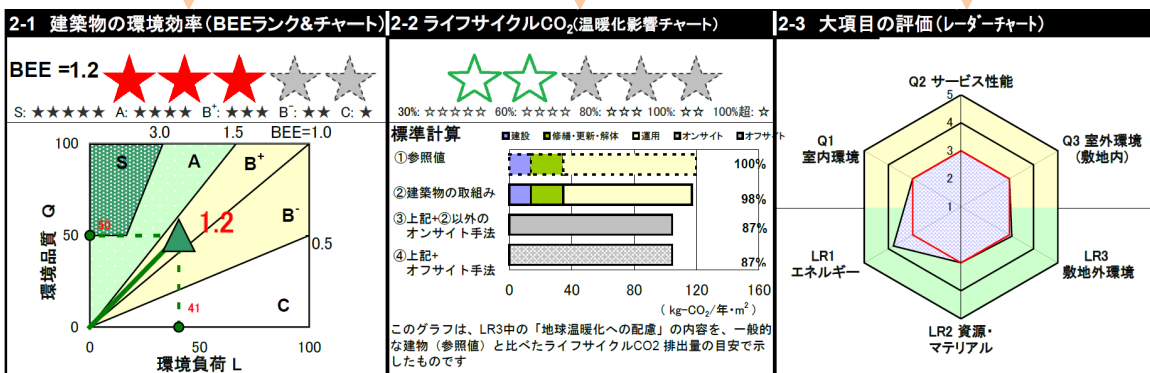 2-1 建築物の環境効率(BEEランク&チャート)
BEE =1.2
S: ★★★★★ A: ★★★★ B⁺: ★★★ B⁻: ★★ C: ★
3.0 1.5 BEE=1.0
100
50
0
環境品質 Q
S
A
B⁺
B⁻
C
50
1.2
0.5
41
0 50 100
環境負荷 L
2-2 ライフサイクルCO₂(温暖化影響チャート)
30%: ☆☆☆☆☆ 60%: ☆☆☆☆ 80%: ☆☆☆ 100%: ☆☆ 100%超: ☆
標準計算
建設 修繕・更新・解体 運用 オンサイト オフサイト
①参照値 100%
②建築物の取組み 98%
③上記+②以外の
オンサイト手法 87%
④上記+
オフサイト手法 87%
0 40 80 120 160
( kg-CO₂/年・m² )
このグラフは、LR3中の「地球温暖化への配慮」の内容を、一般的
な建物(参照値)と比べたライフサイクルCO2 排出量の目安で示
したものです
2-3 大項目の評価(レーダーチャート)
Q2 サービス性能
Q1
室内環境
Q3 室外環境
(敷地内)
5
4
3
2
1
LR1
エネルギー
LR3
敷地外環境
LR2 資源・
マテリアル